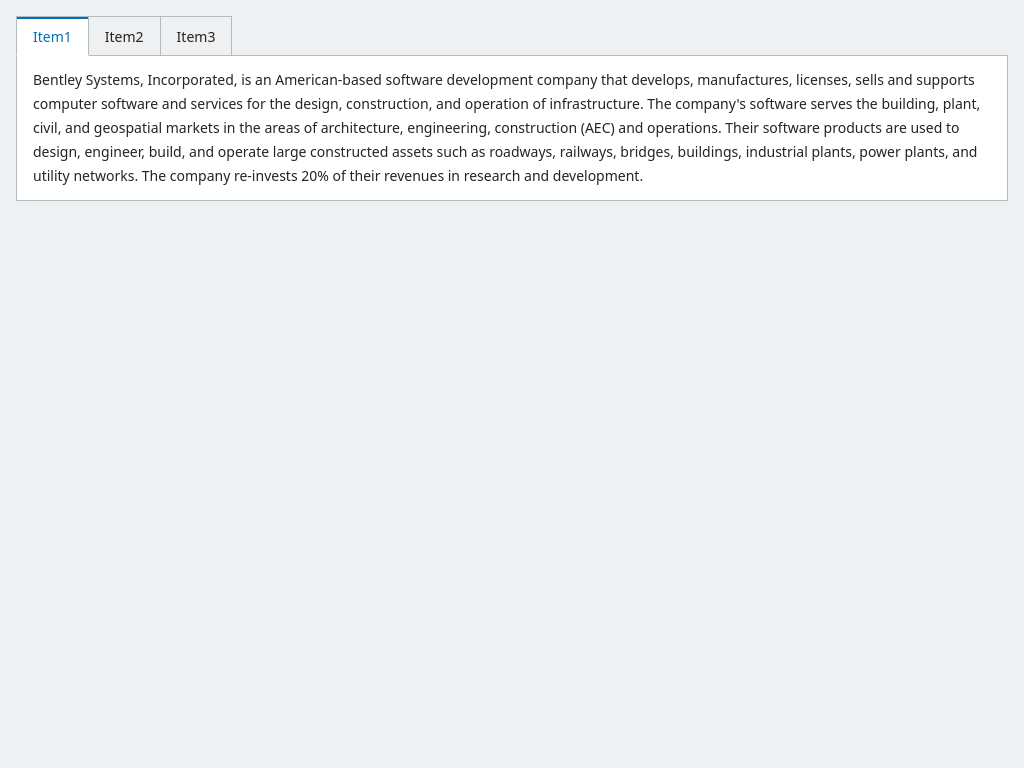 Item1 Item2 Item3
Bentley Systems, Incorporated, is an American-based software development company that develops, manufactures, licenses, sells and supports
computer software and services for the design, construction, and operation of infrastructure. The company's software serves the building, plant,
civil, and geospatial markets in the areas of architecture, engineering, construction (AEC) and operations. Their software products are used to
design, engineer, build, and operate large constructed assets such as roadways, railways, bridges, buildings, industrial plants, power plants, and
utility networks. The company re-invests 20% of their revenues in research and development.